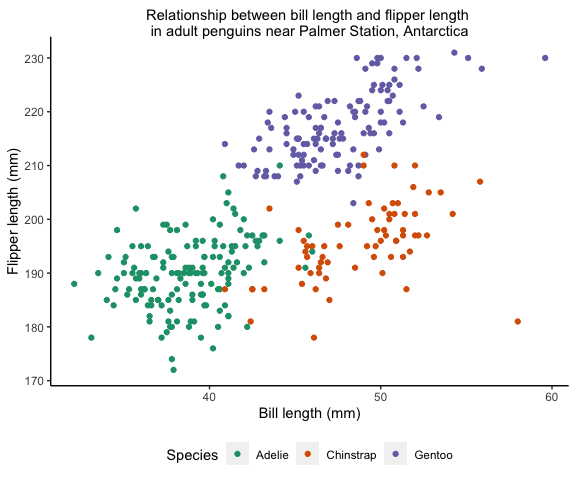 Relationship between bill length and flipper length
in adult penguins near Palmer Station, Antarctica
Flipper length (mm)
230
220
210
200
190
180
170
40
50
60
Bill length (mm)
Species
Adelie
Chinstrap
Gentoo